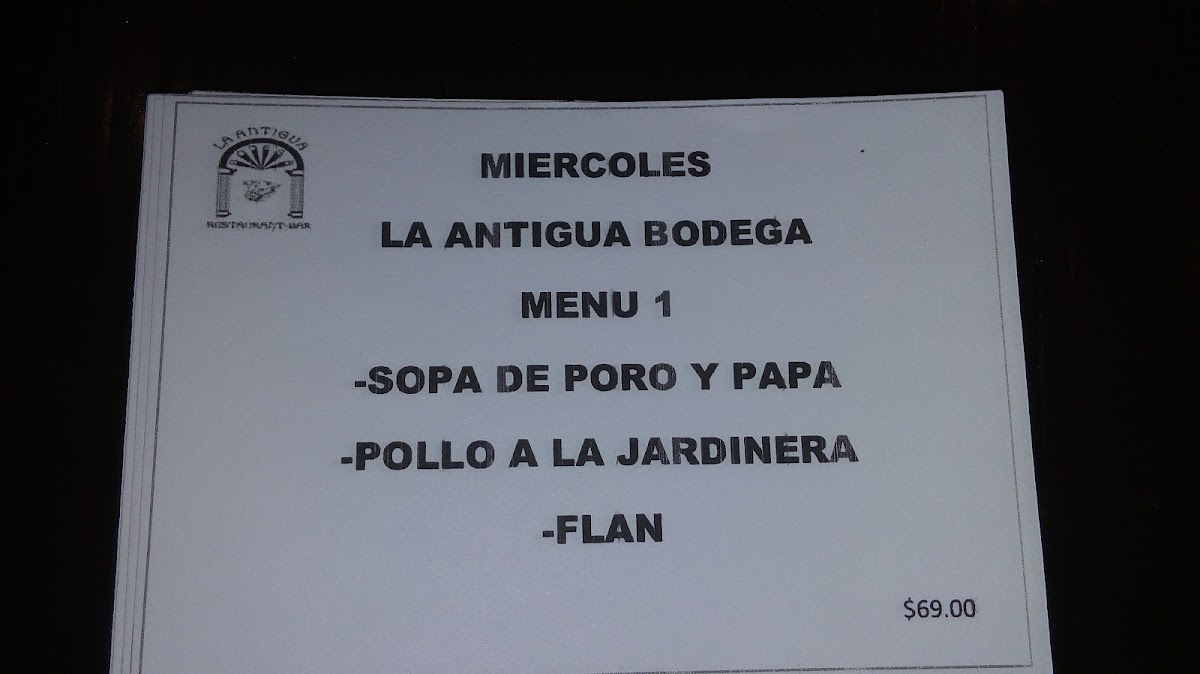 LA ANTIGUA
BODEGA
RESTAURANT-BAR
MIERCOLES
LA ANTIGUA BODEGA
MENU 1
-SOPA DE PORO Y PAPA
-POLLO A LA JARDINERA
-FLAN
$69.00